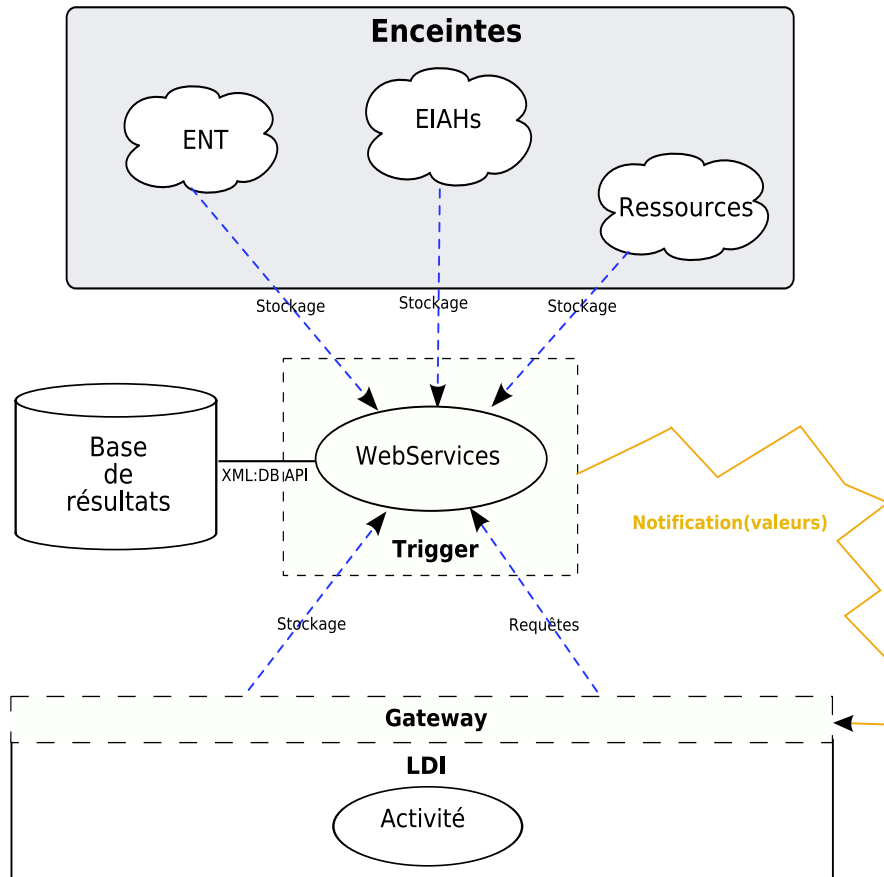 Enceintes
ENT
EIAHs
Ressources
Stockage
Stockage
Stockage
Base
de
résultats
XML:DB API
WebServices
Trigger
Notification(valeurs)
Stockage
Requêtes
Gateway
LDI
Activité